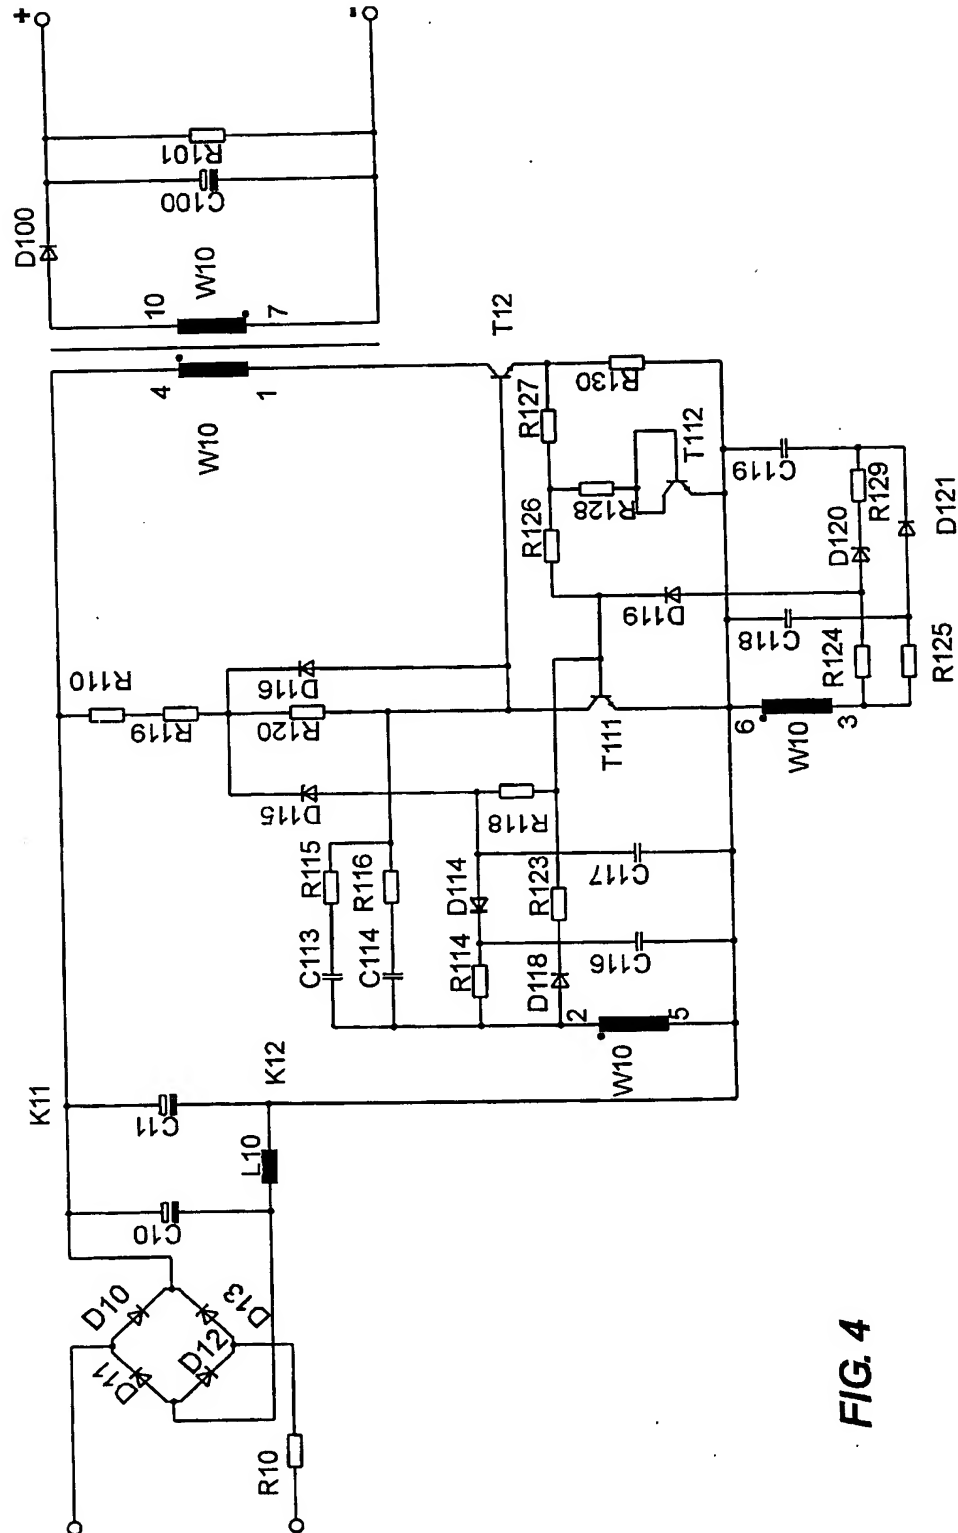 +
-
R101
C100
D100
W10
10
7
4
1
W10
T12
R110
R119
D116
R120
D115
R127
R130
R126
R128
T112
C119
R129
D120
D121
D119
C118
R124
R125
T111
6
3
W10
R118
R115
R116
D114
R123
C117
C113
C114
R114
D118
C116
2
5
W10
K11
K12
C11
L10
C10
D10
D13
D11
D12
R10
FIG. 4